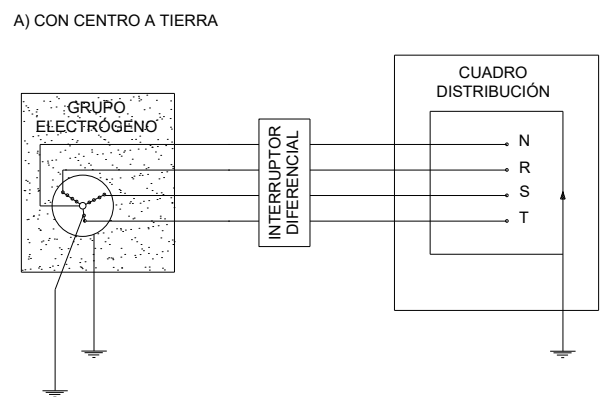 A) CON CENTRO A TIERRA
GRUPO
ELECTRÓGENO
INTERRUPTOR
DIFERENCIAL
CUADRO
DISTRIBUCIÓN
N
R
S
T